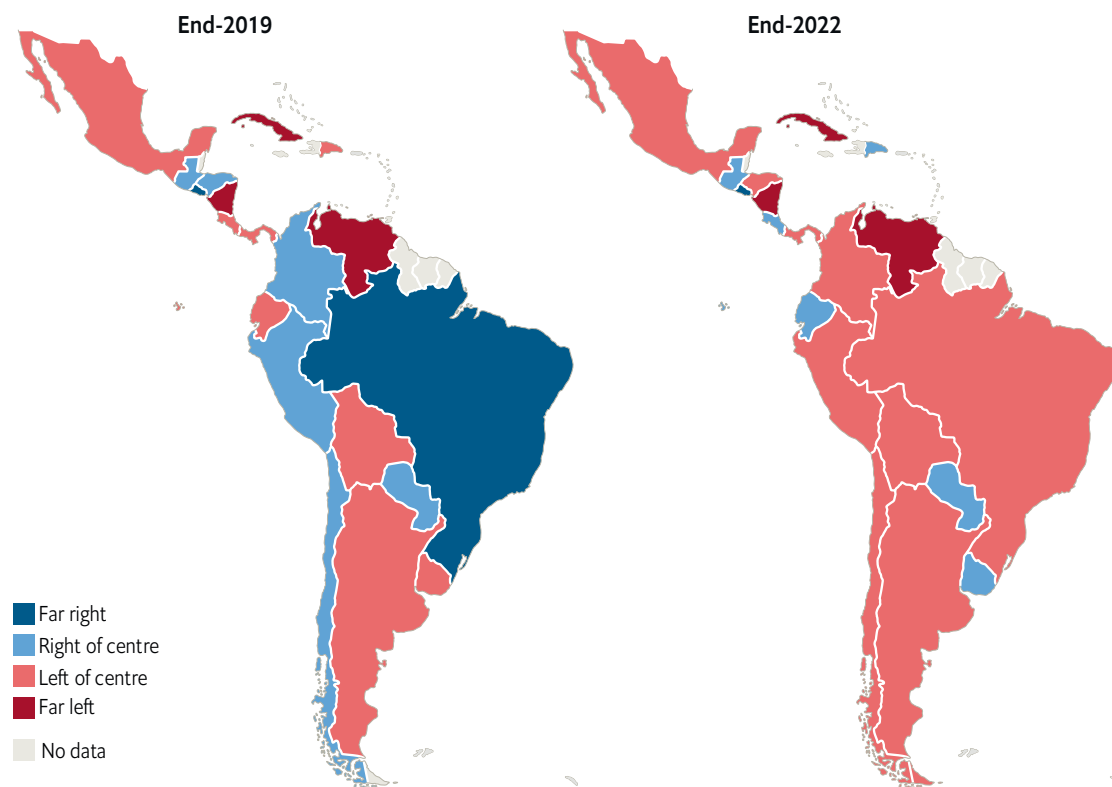 End-2019
End-2022
Far right
Right of centre
Left of centre
Far left
No data